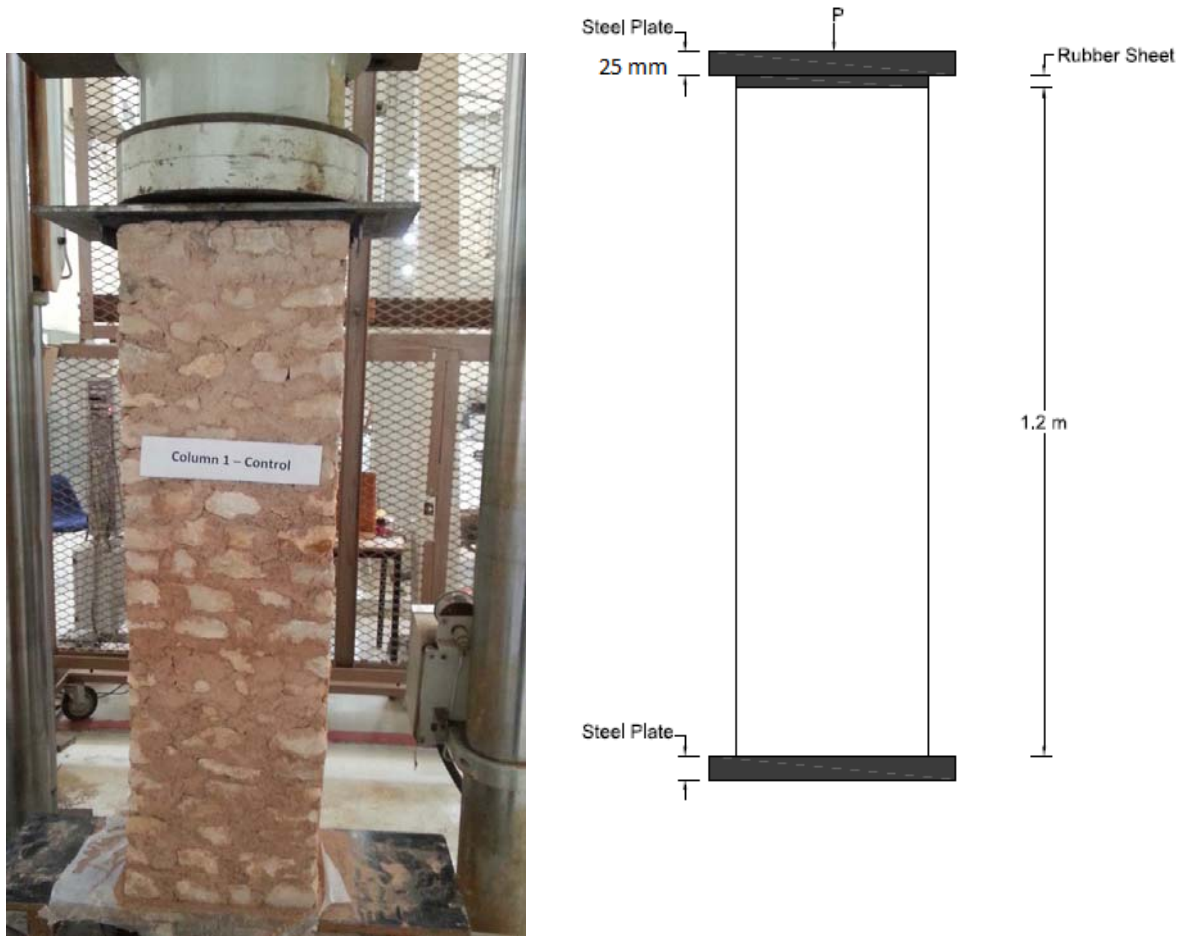 Column 1 – Control
P
Steel Plate
25 mm
Rubber Sheet
1.2 m
Steel Plate